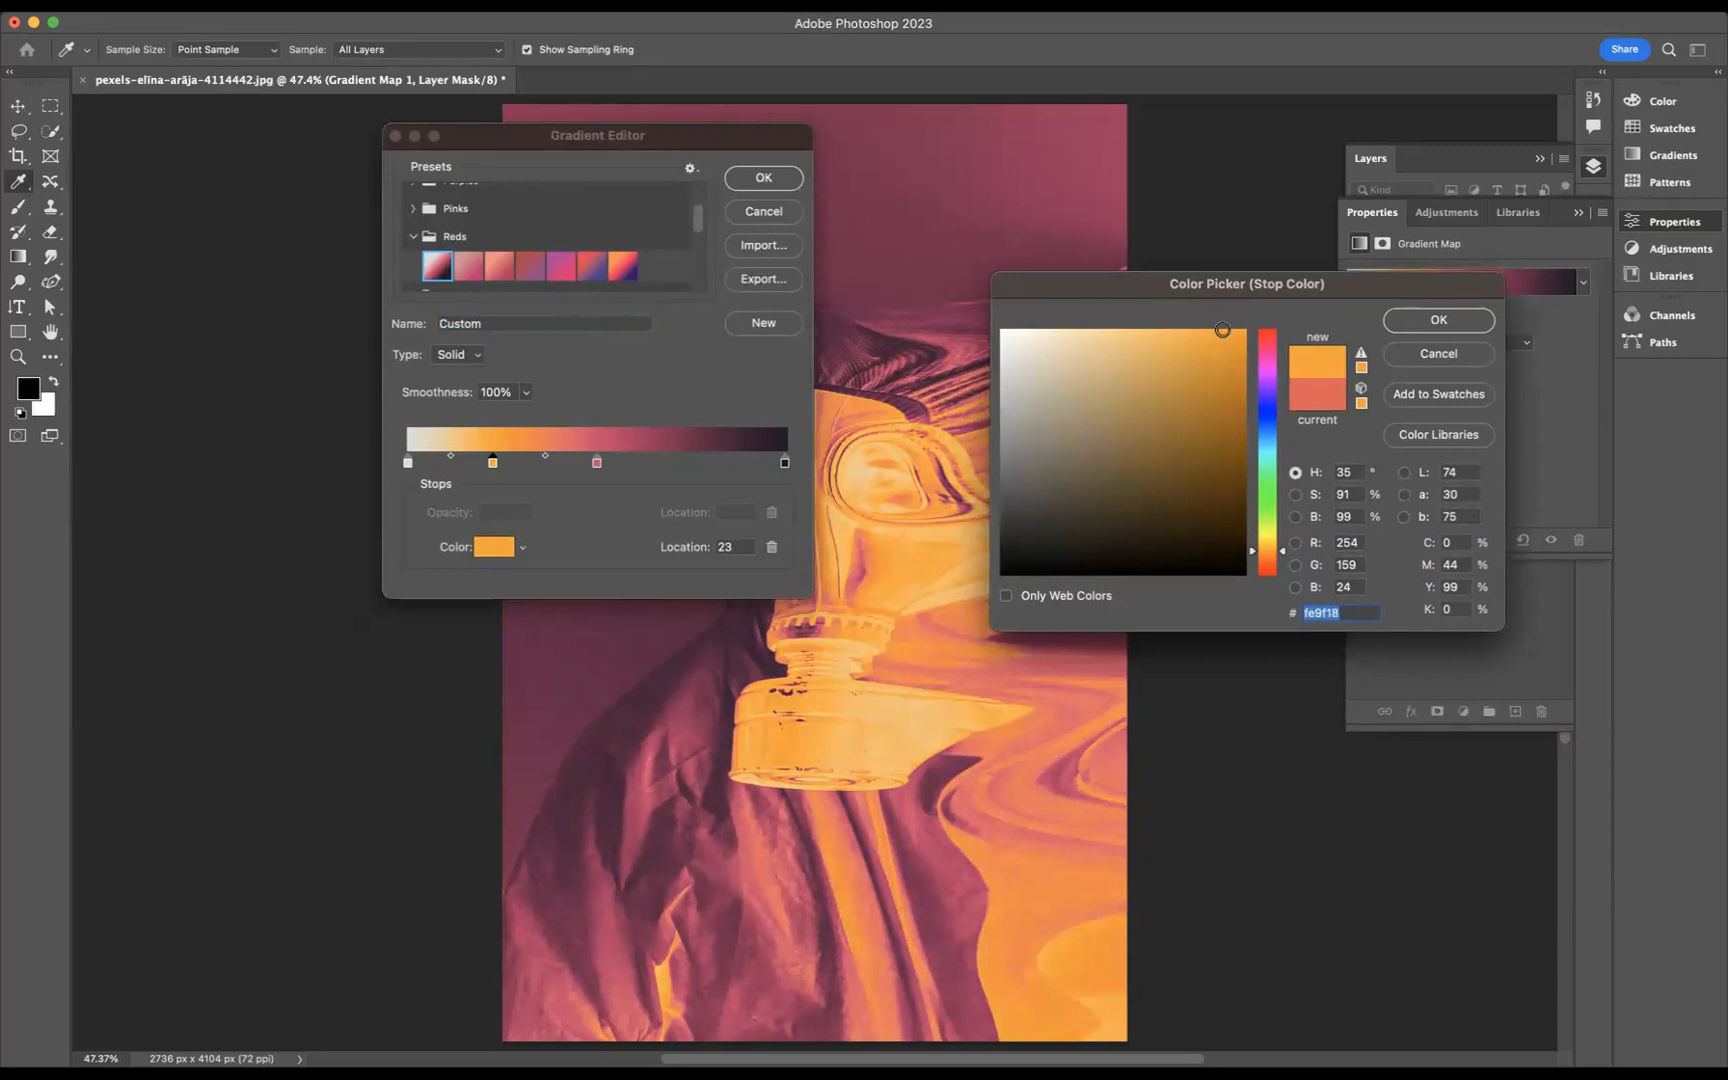 Adobe Photoshop 2023
Sample Size: Point Sample Sample: All Layers Show Sampling Ring
Share
pexels-elīna-arāja-4114442.jpg @ 47.4% (Gradient Map 1, Layer Mask/8) *
Gradient Editor
Presets
Pinks
Reds
OK
Cancel
Import...
Export...
New
Name: Custom
Type: Solid
Smoothness: 100%
Stops
Opacity: Location:
Color: Location: 23
Color Picker (Stop Color)
new
current
OK
Cancel
Add to Swatches
Color Libraries
H: 35 ° L: 74
S: 91 % a: 30
B: 99 % b: 75
R: 254 C: 0 %
G: 159 M: 44 %
B: 24 Y: 99 %
# fe9f18 K: 0 %
Only Web Colors
Layers
Kind
Properties Adjustments Libraries
Gradient Map
Color
Swatches
Gradients
Patterns
Properties
Adjustments
Libraries
Channels
Paths
47.37% 2736 px x 4104 px (72 ppi)